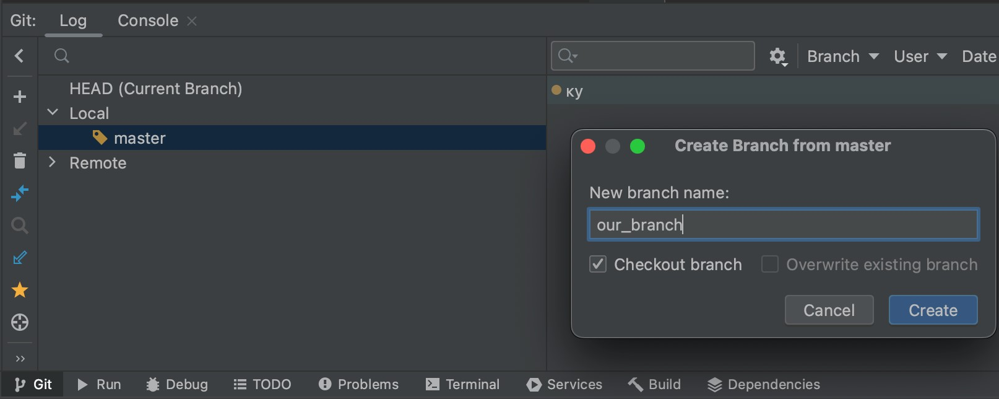 Git: Log Console
Branch User Date
HEAD (Current Branch)
Local
master
Remote
ку
Create Branch from master
New branch name:
our_branch
Checkout branch Overwrite existing branch
Cancel Create
Git Run Debug TODO Problems Terminal Services Build Dependencies